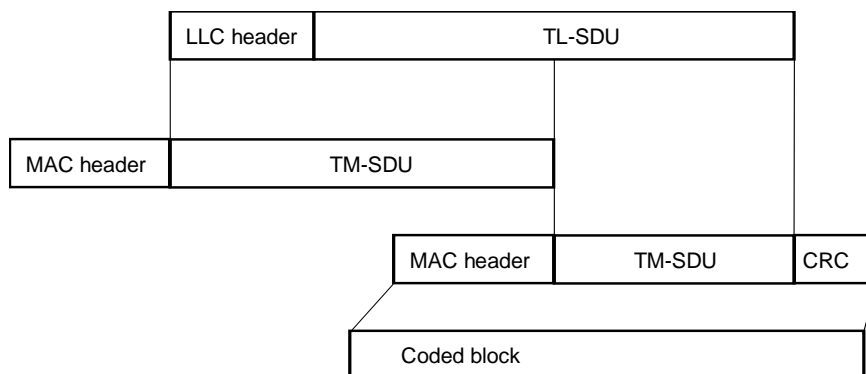 LLC header TL-SDU
MAC header TM-SDU
MAC header TM-SDU CRC
Coded block